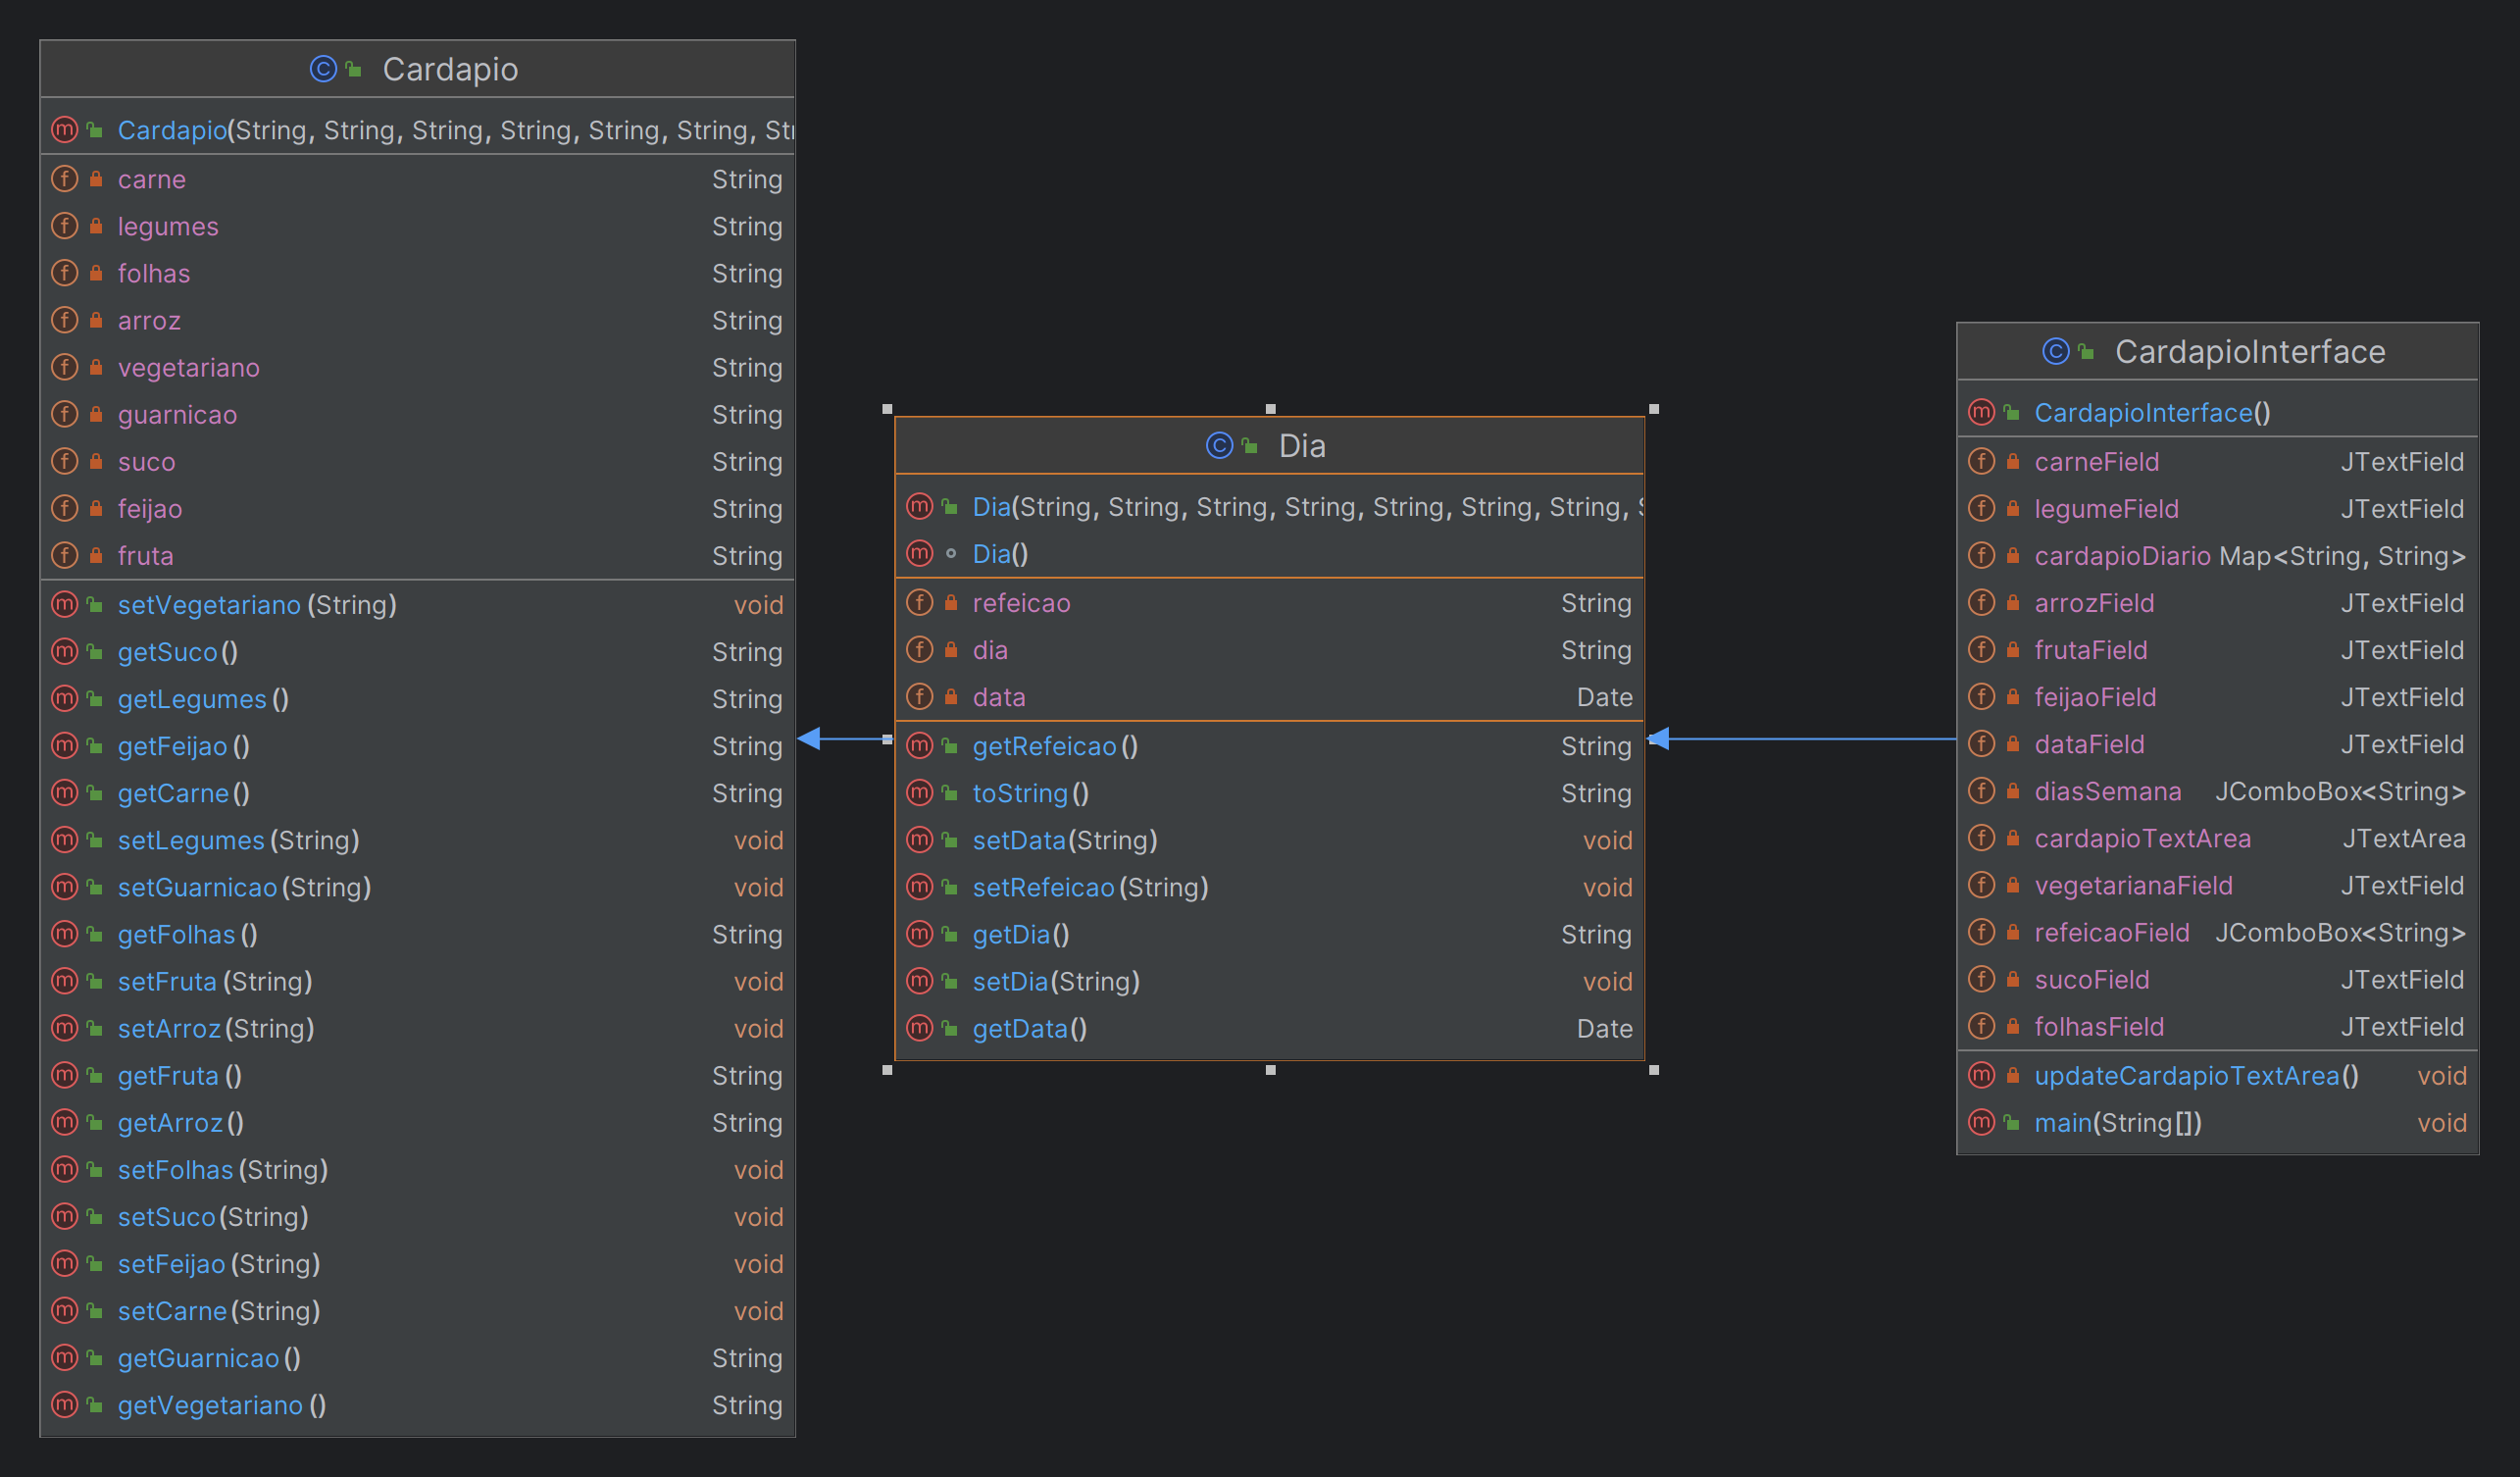 Cardapio
Cardapio(String, String, String, String, String, String, Str
carne String
legumes String
folhas String
arroz String
vegetariano String
guarnicao String
suco String
feijao String
fruta String
setVegetariano(String) void
getSuco() String
getLegumes() String
getFeijao() String
getCarne() String
setLegumes(String) void
setGuarnicao(String) void
getFolhas() String
setFruta(String) void
setArroz(String) void
getFruta() String
getArroz() String
setFolhas(String) void
setSuco(String) void
setFeijao(String) void
setCarne(String) void
getGuarnicao() String
getVegetariano() String
Dia
Dia(String, String, String, String, String, String, String, S
Dia()
refeicao String
dia String
data Date
getRefeicao() String
toString() String
setData(String) void
setRefeicao(String) void
getDia() String
setDia(String) void
getData() Date
CardapioInterface
CardapioInterface()
carneField JTextField
legumeField JTextField
cardapioDiario Map<String, String>
arrozField JTextField
frutaField JTextField
feijaoField JTextField
dataField JTextField
diasSemana JComboBox<String>
cardapioTextArea JTextArea
vegetarianaField JTextField
refeicaoField JComboBox<String>
sucoField JTextField
folhasField JTextField
updateCardapioTextArea() void
main(String[]) void